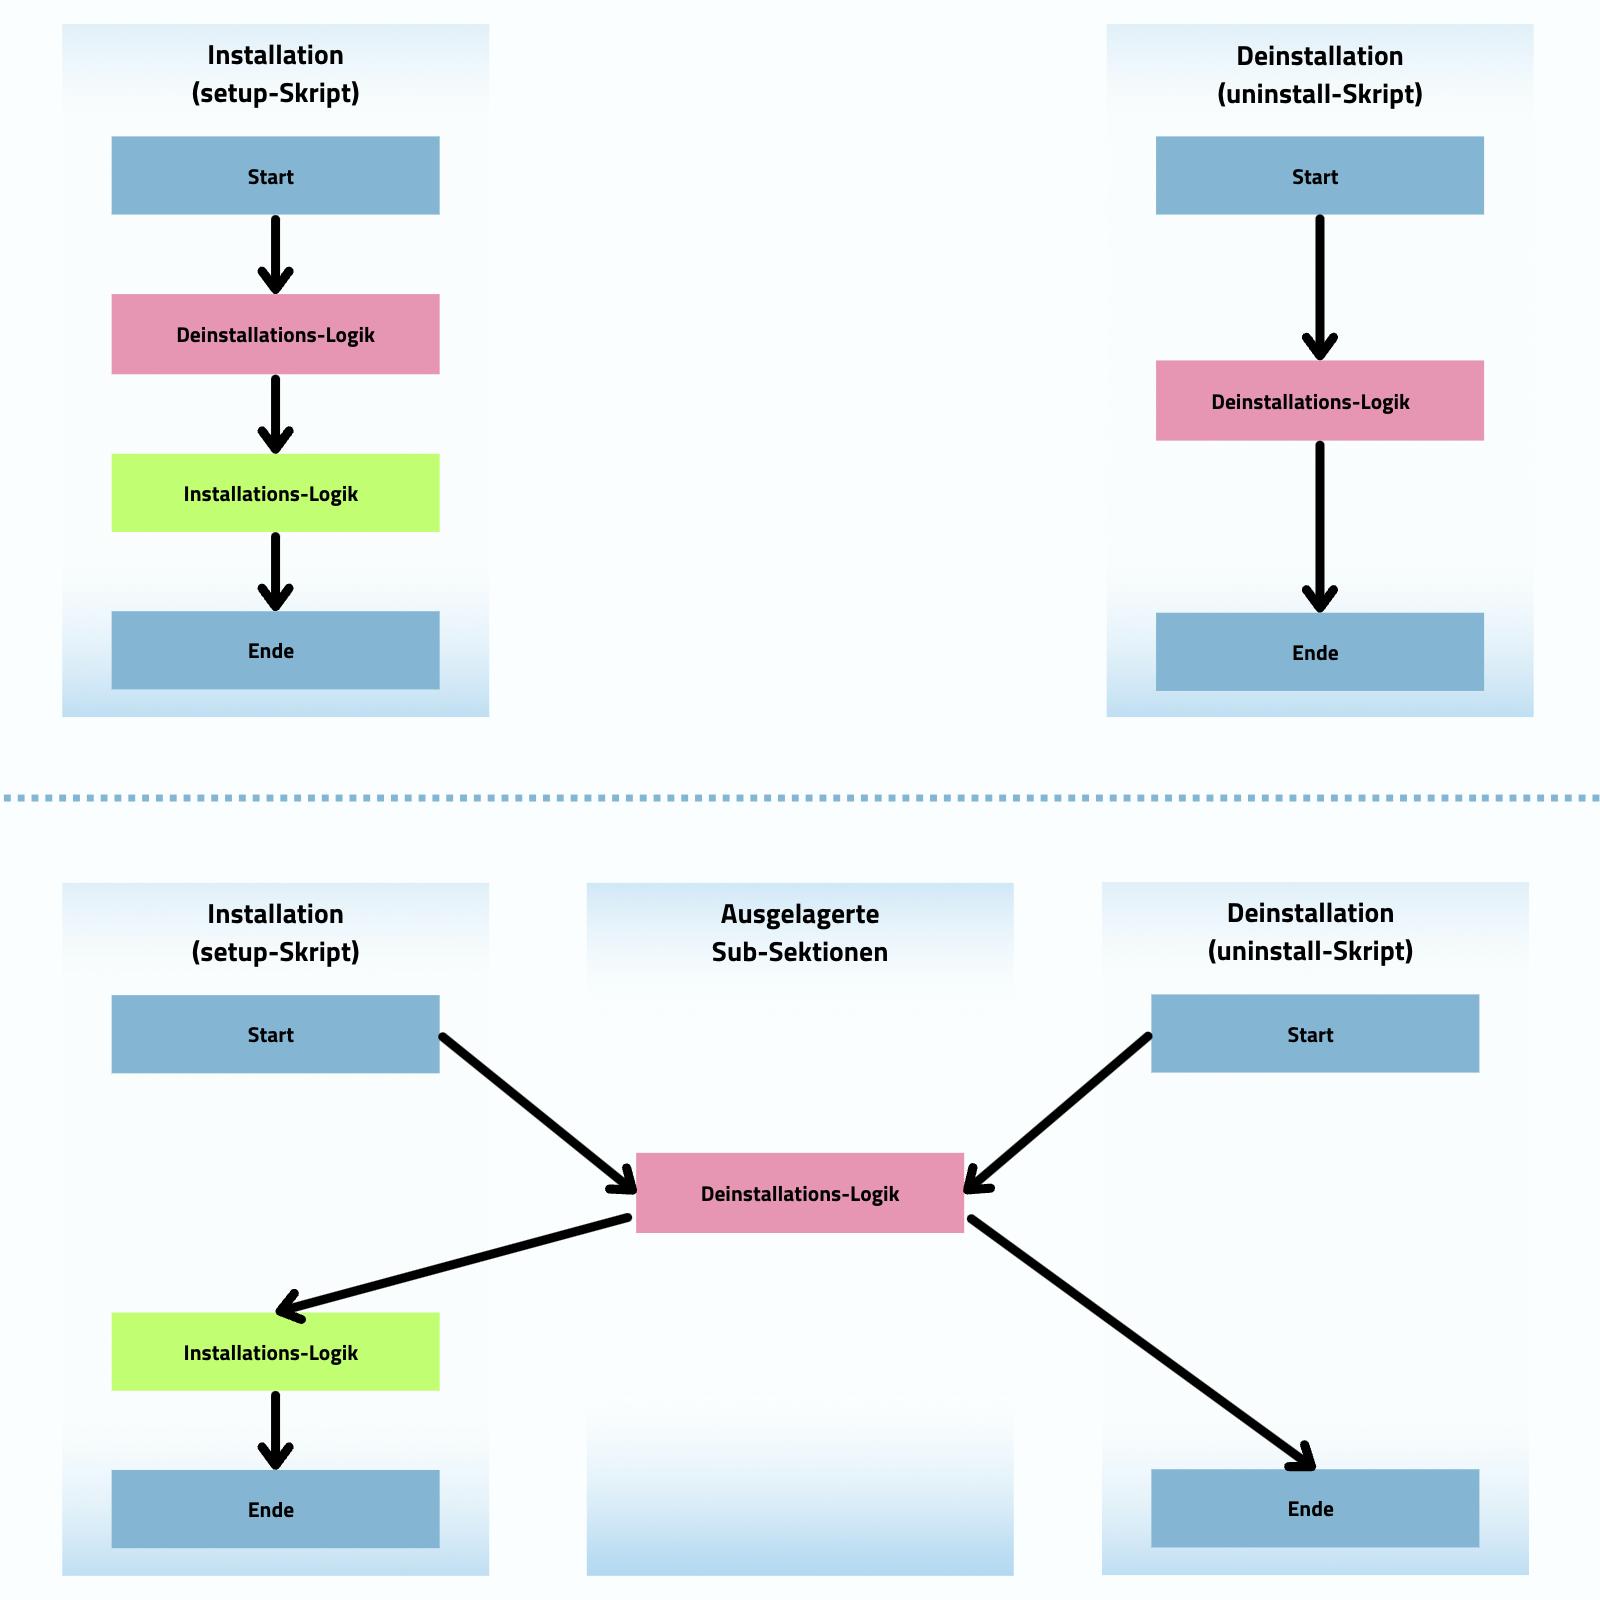 Installation
(setup-Skript)
Start
Deinstallations-Logik
Installations-Logik
Ende
Deinstallation
(uninstall-Skript)
Start
Deinstallations-Logik
Ende
Installation
(setup-Skript)
Start
Installations-Logik
Ende
Ausgelagerte
Sub-Sektionen
Deinstallations-Logik
Deinstallation
(uninstall-Skript)
Start
Ende